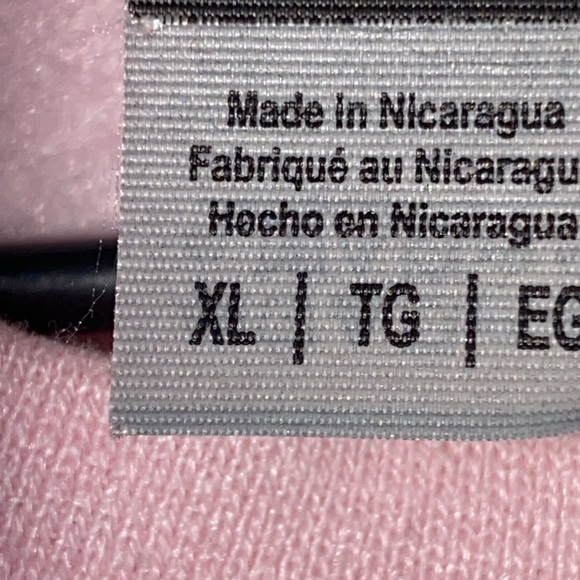 Made in Nicaragua
Fabriqué au Nicaragu
Hecho en Nicaragua
XL | TG | EG